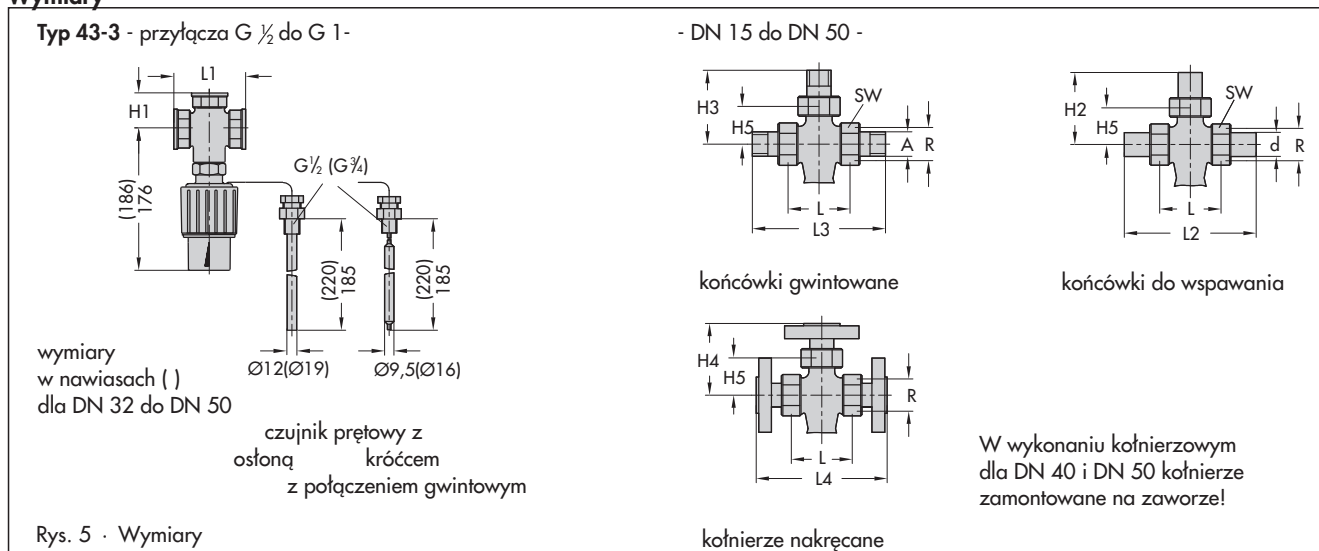 Wymiary
Typ 43-3 - przyłącza G ½ do G 1-
L1
H1
(186)
176
G½ (G¾)
(220)
185
(220)
185
Ø12(Ø19)
Ø9,5(Ø16)
wymiary
w nawiasach ( )
dla DN 32 do DN 50
czujnik prętowy z
osłoną króćcem
z połączeniem gwintowym
Rys. 5 · Wymiary
- DN 15 do DN 50 -
H3
H5
SW
A
R
L
L3
końcówki gwintowane
H2
H5
SW
d
R
L
L2
końcówki do wspawania
H4
H5
R
L
L4
kołnierze nakręcane
W wykonaniu kołnierzowym
dla DN 40 i DN 50 kołnierze
zamontowane na zaworze!